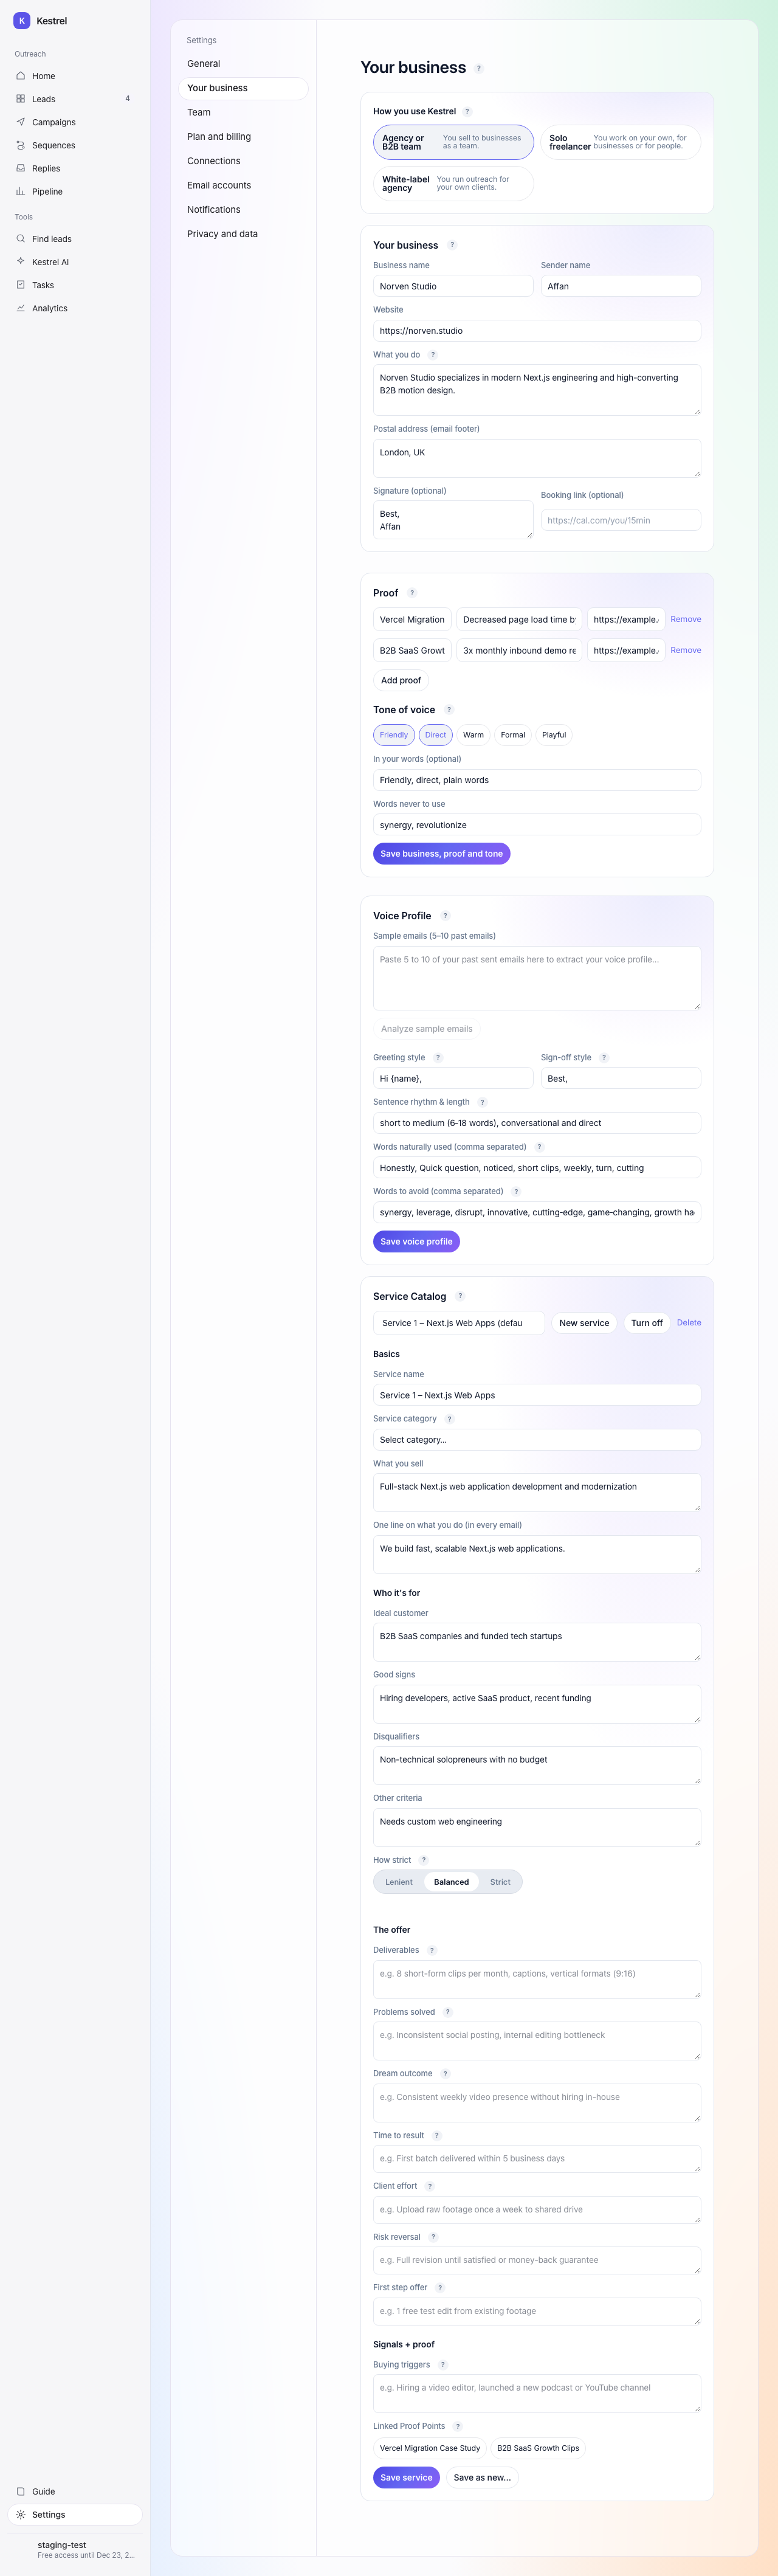 K Kestrel
Outreach
Home
Leads 4
Campaigns
Sequences
Replies
Pipeline
Tools
Find leads
Kestrel AI
Tasks
Analytics
Guide
Settings
staging-test
Free access until Dec 23, 2...
Settings
General
Your business
Team
Plan and billing
Connections
Email accounts
Notifications
Privacy and data
Your business ?
How you use Kestrel ?
Agency or
B2B team
You sell to businesses
as a team.
Solo
freelancer
You work on your own, for
businesses or for people.
White-label
agency
You run outreach for
your own clients.
Your business ?
Business name
Norven Studio
Sender name
Affan
Website
https://norven.studio
What you do ?
Norven Studio specializes in modern Next.js engineering and high-converting
B2B motion design.
Postal address (email footer)
London, UK
Signature (optional)
Best,
Affan
Booking link (optional)
https://cal.com/you/15min
Proof ?
Vercel Migration Decreased page load time b https://example. Remove
B2B SaaS Growt 3x monthly inbound demo re https://example. Remove
Add proof
Tone of voice ?
Friendly Direct Warm Formal Playful
In your words (optional)
Friendly, direct, plain words
Words never to use
synergy, revolutionize
Save business, proof and tone
Voice Profile ?
Sample emails (5–10 past emails)
Paste 5 to 10 of your past sent emails here to extract your voice profile...
Analyze sample emails
Greeting style ?
Hi {name},
Sign-off style ?
Best,
Sentence rhythm & length ?
short to medium (6-18 words), conversational and direct
Words naturally used (comma separated) ?
Honestly, Quick question, noticed, short clips, weekly, turn, cutting
Words to avoid (comma separated) ?
synergy, leverage, disrupt, innovative, cutting-edge, game-changing, growth ha
Save voice profile
Service Catalog ?
Service 1 – Next.js Web Apps (defau New service Turn off Delete
Basics
Service name
Service 1 – Next.js Web Apps
Service category ?
Select category...
What you sell
Full-stack Next.js web application development and modernization
One line on what you do (in every email)
We build fast, scalable Next.js web applications.
Who it's for
Ideal customer
B2B SaaS companies and funded tech startups
Good signs
Hiring developers, active SaaS product, recent funding
Disqualifiers
Non-technical solopreneurs with no budget
Other criteria
Needs custom web engineering
How strict ?
Lenient Balanced Strict
The offer
Deliverables ?
e.g. 8 short-form clips per month, captions, vertical formats (9:16)
Problems solved ?
e.g. Inconsistent social posting, internal editing bottleneck
Dream outcome ?
e.g. Consistent weekly video presence without hiring in-house
Time to result ?
e.g. First batch delivered within 5 business days
Client effort ?
e.g. Upload raw footage once a week to shared drive
Risk reversal ?
e.g. Full revision until satisfied or money-back guarantee
First step offer ?
e.g. 1 free test edit from existing footage
Signals + proof
Buying triggers ?
e.g. Hiring a video editor, launched a new podcast or YouTube channel
Linked Proof Points ?
Vercel Migration Case Study B2B SaaS Growth Clips
Save service Save as new...